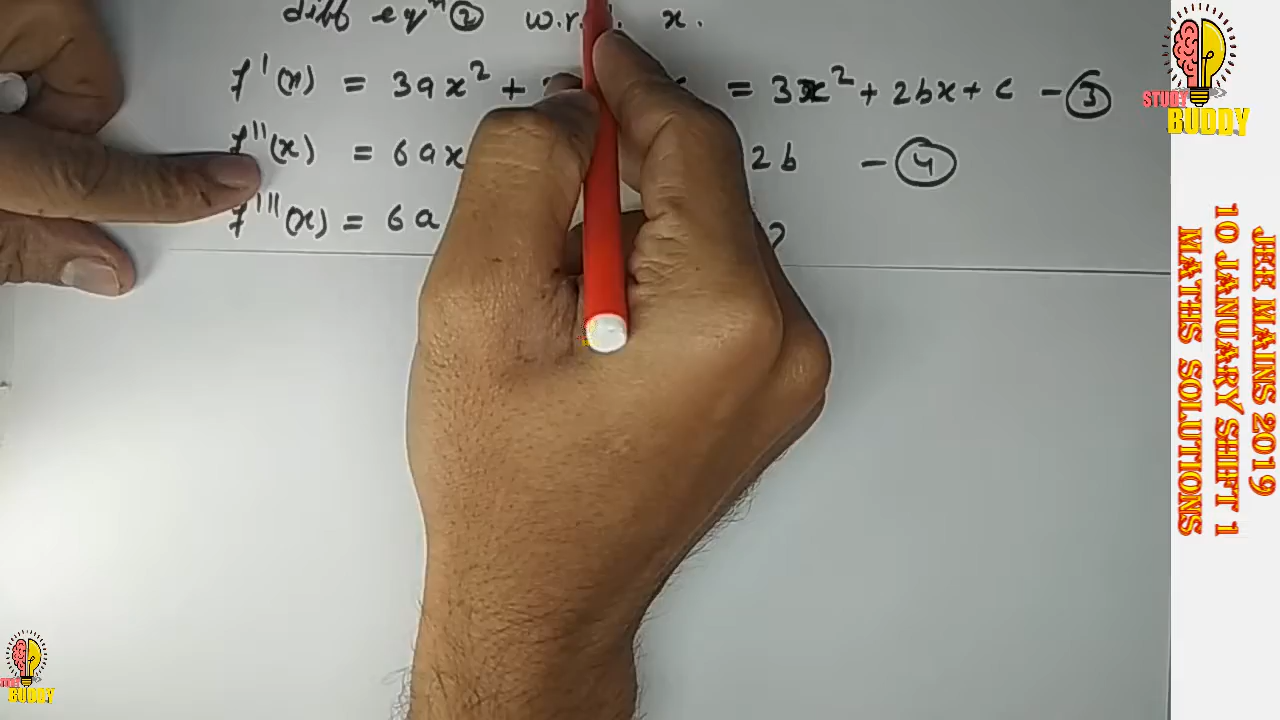 diff eqⁿ ② w.r. x.
f'(x) = 3ax² + = 3x² + 2bx + c - ③
f''(x) = 6ax 2b - ④
f'''(x) = 6a
STUDY
BUDDY
JEE MAINS 2019
10 JANUARY SHIFT 1
MATHS SOLUTIONS
STUDY
BUDDY